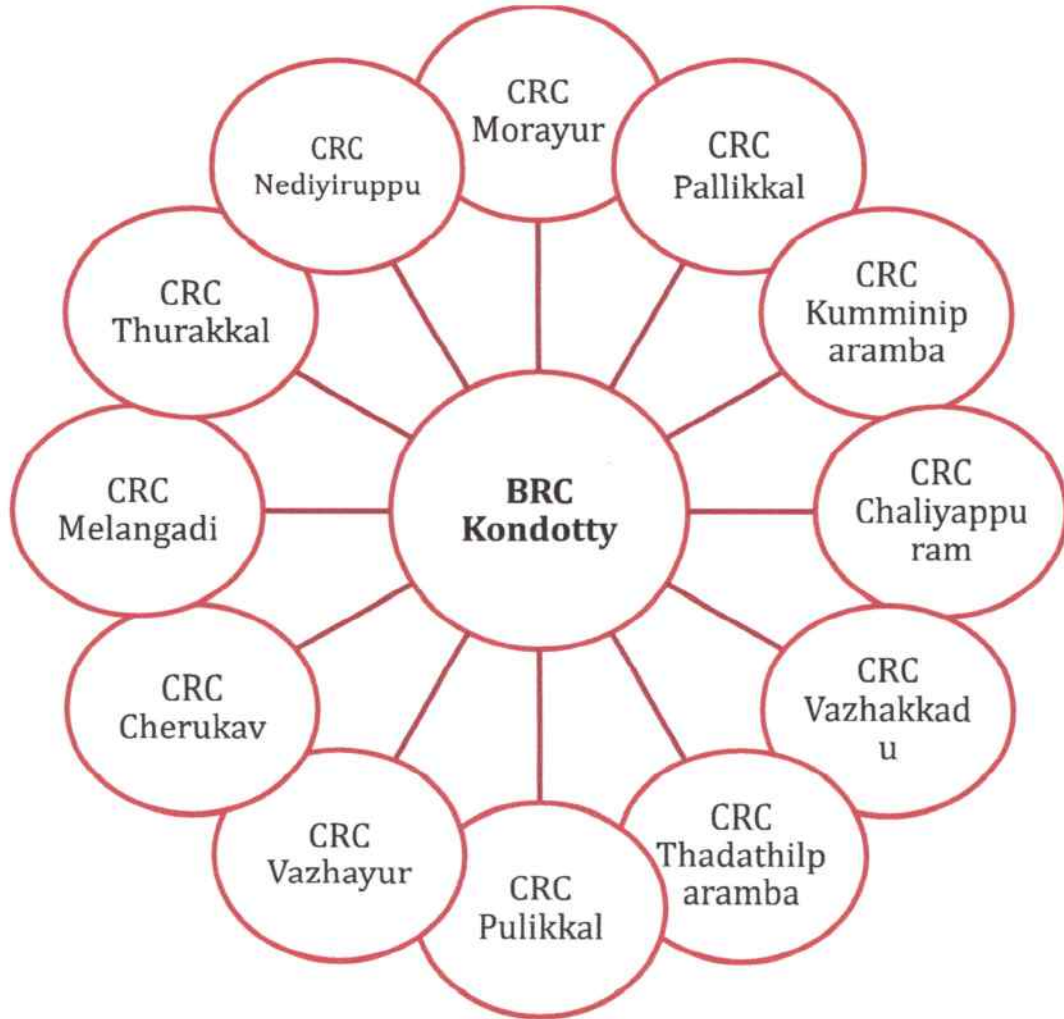 CRC
Morayur
CRC
Pallikkal
CRC
Kumminip
aramba
CRC
Chaliyappu
ram
CRC
Vazhakkad
u
CRC
Thadathilp
aramba
CRC
Pulikkal
CRC
Vazhayur
CRC
Cherukav
CRC
Melangadi
CRC
Thurakkal
CRC
Nediyiruppu
BRC
Kondotty